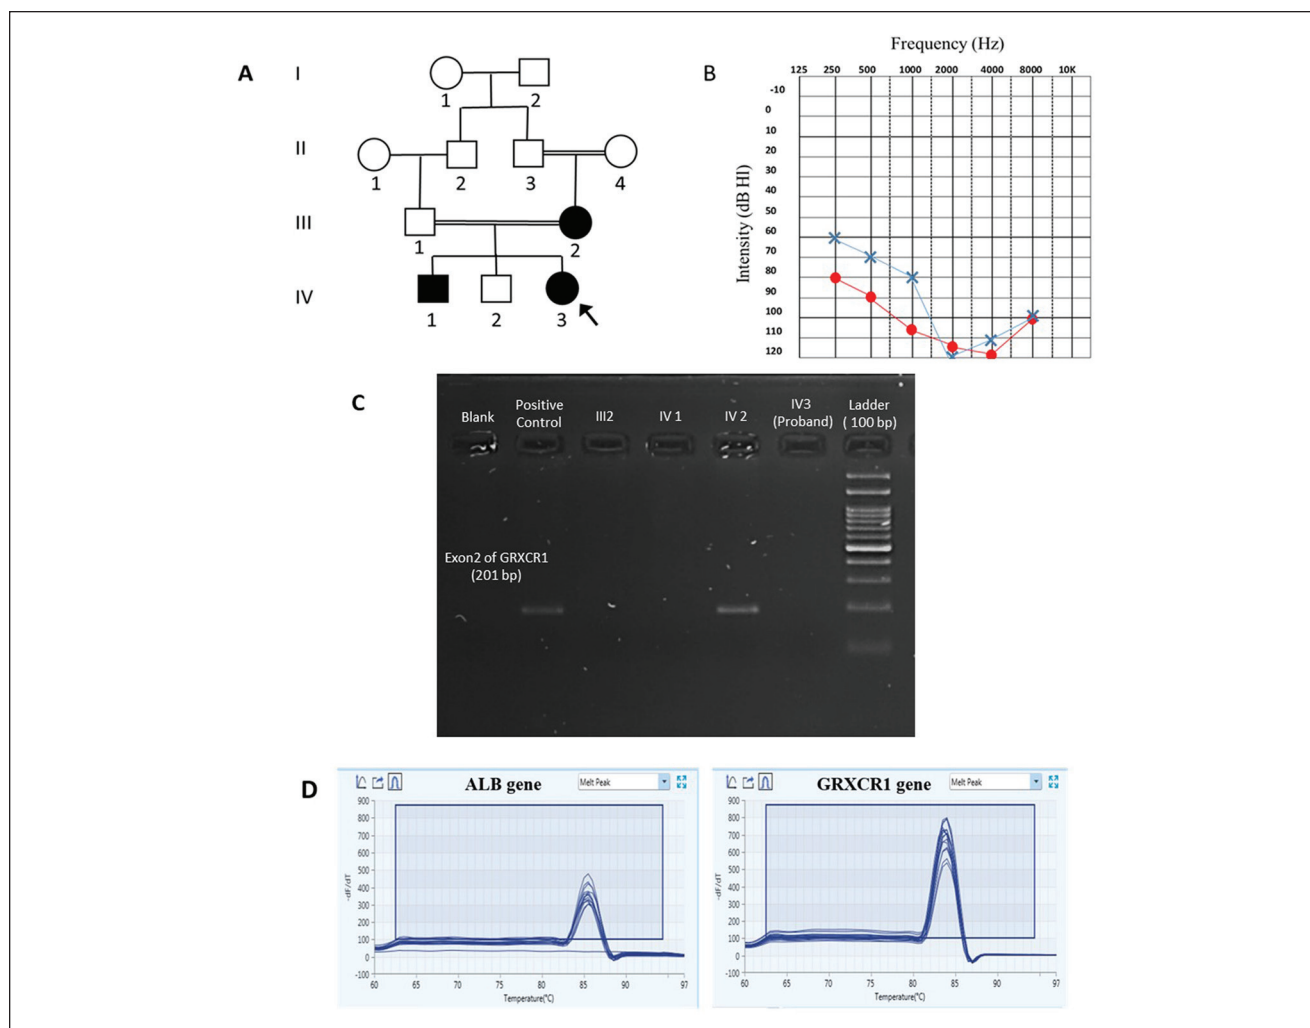 A
I
1
2
II
1
2
3
4
III
1
2
IV
1
2
3
B
Frequency (Hz)
125 250 500 1000 2000 4000 8000 10K
Intensity (dB Hl)
-10
0
10
20
30
40
50
60
70
80
90
100
110
120
C
Blank
Positive
Control
III2
IV 1
IV 2
IV3
(Proband)
Ladder
( 100 bp)
Exon2 of GRXCR1
(201 bp)
D
ALB gene
Melt Peak
-dF/dT
900
800
700
600
500
400
300
200
100
0
-100
60 65 70 75 80 85 90 97
Temperature(°C)
GRXCR1 gene
Melt Peak
-dF/dT
900
800
700
600
500
400
300
200
100
0
-100
60 65 70 75 80 85 90 97
Temperature(°C)